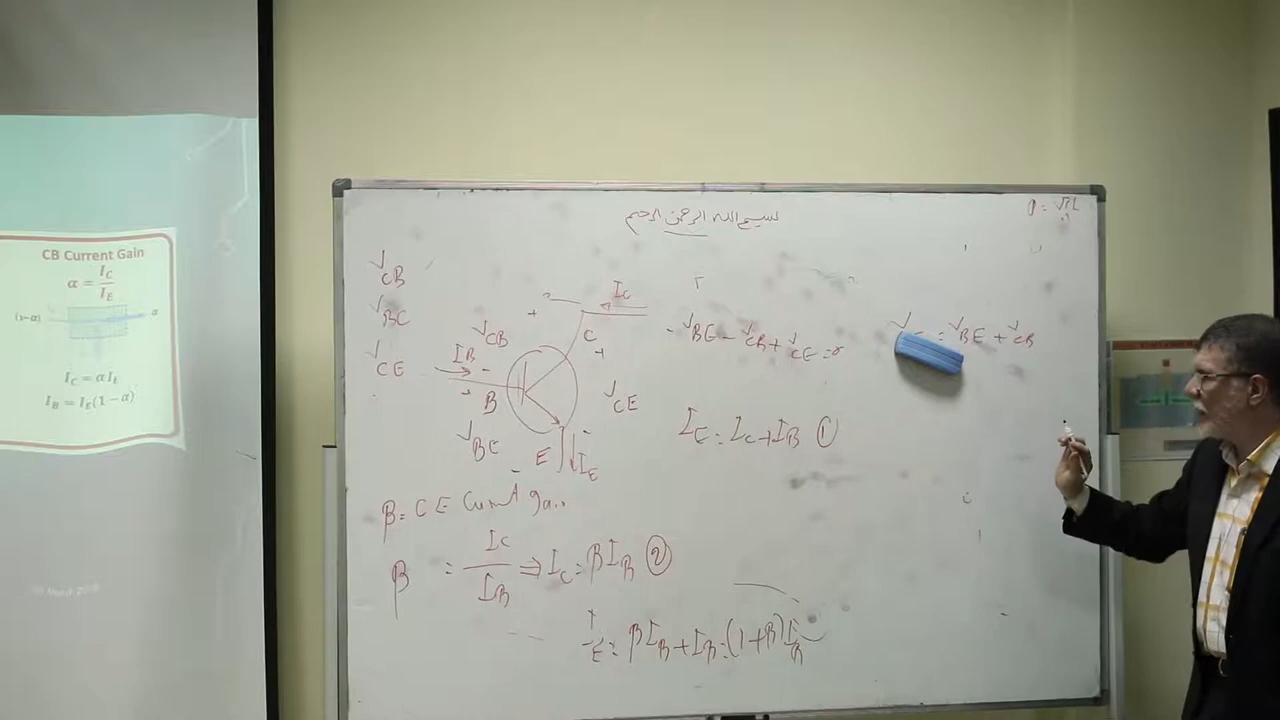 CB Current Gain
α = I_C / I_E
(1-α) α
I_C = αI_E
I_B = I_E(1-α)
بسم الله الرحمن الرحيم
V_CB
V_BC
V_CE
I_C
C
+
+
V_CB
I_B
-
B
V_CE
V_BE
E
-
I_E
-V_BE - V_CB + V_CE = 0
= V_BE + V_CB
I_E = I_C + I_B ①
β = CE Current gain
β = I_C / I_B ⇒ I_C = βI_B ②
I_E = βI_B + I_B = (1+β)I_B